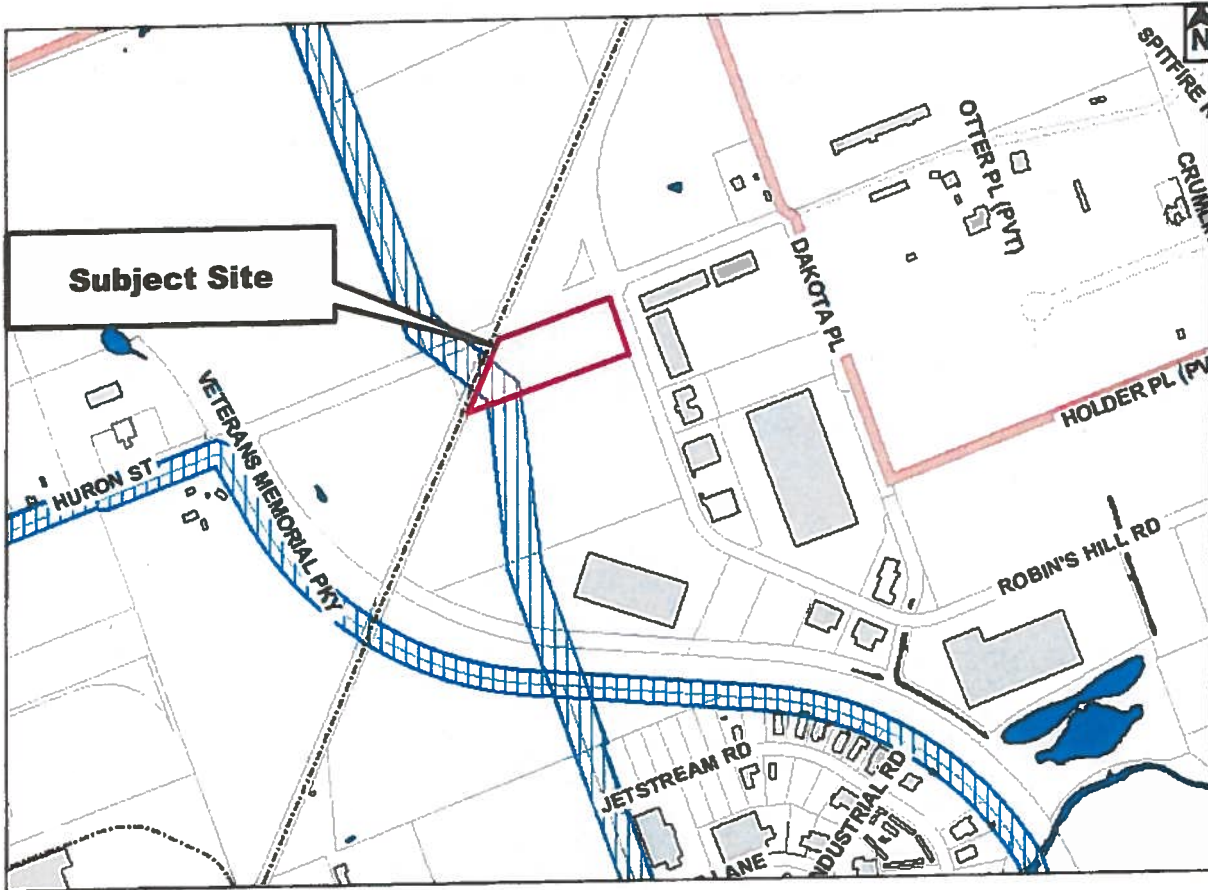 N
OTTER PL (PVT)
Subject Site
DAKOTA PL
HOLDER PL
VETERANS MEMORIAL PKY
HURON ST
ROBIN'S HILL RD
JETSTREAM RD
INDUSTRIAL RD
LANE